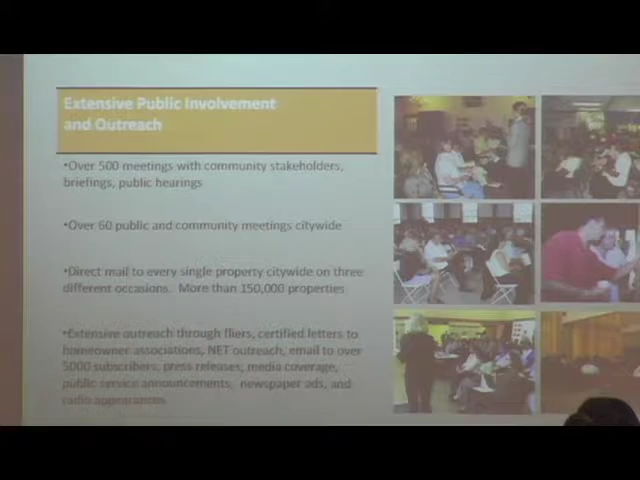 Extensive Public Involvement
and Outreach
•Over 500 meetings with community stakeholders,
briefings, public hearings
•Over 60 public and community meetings citywide
•Direct mail to every single property citywide on three
different occasions. More than 150,000 properties
•Extensive outreach through fliers, certified letters to
homeowner associations, NET outreach, email to over
5000 subscribers, press releases, media coverage,
public service announcements, newspaper ads, and
radio appearances